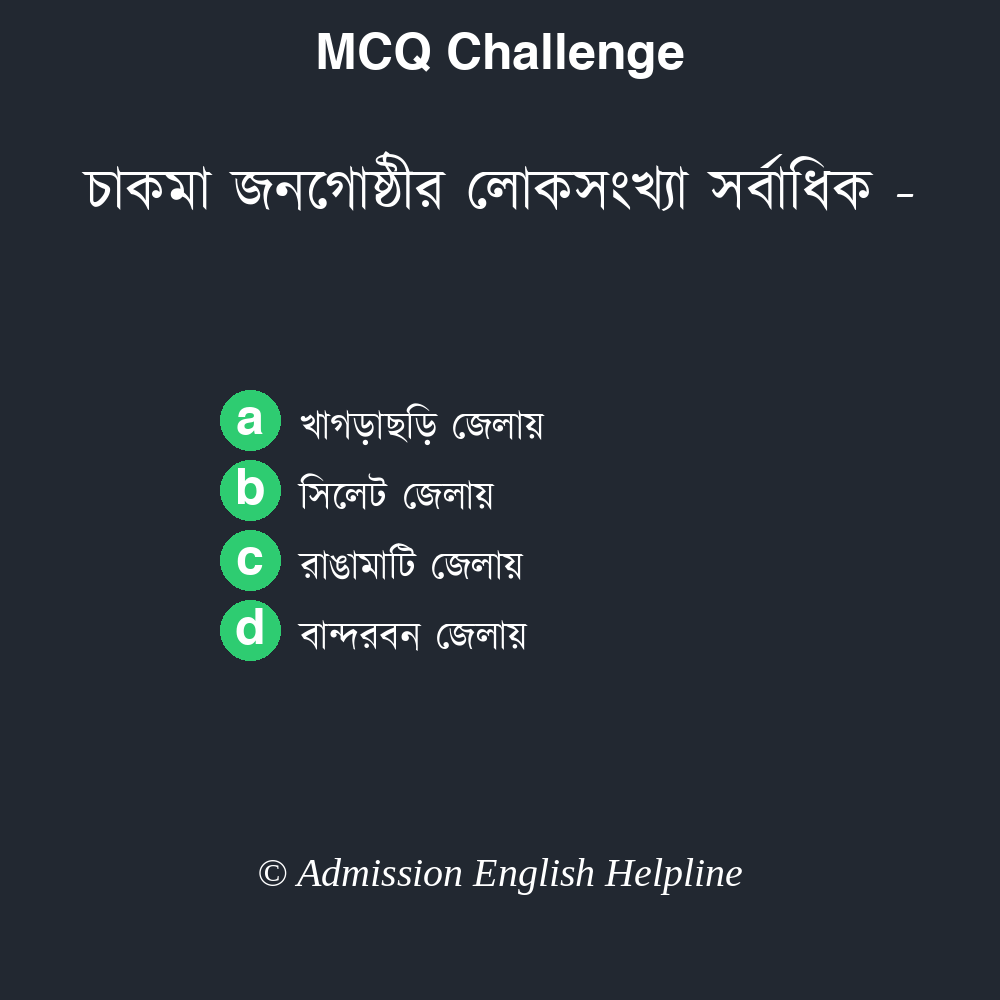 MCQ Challenge
চাকমা জনগোষ্ঠীর লোকসংখ্যা সর্বাধিক -
a খাগড়াছড়ি জেলায়
b সিলেট জেলায়
c রাঙামাটি জেলায়
d বান্দরবন জেলায়
© Admission English Helpline